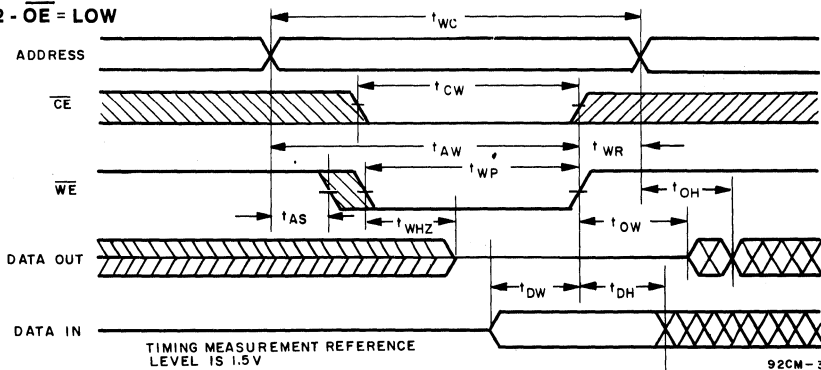 2 - OE = LOW
tWC
ADDRESS
tCW
CE
tAW
tWR
tWP
WE
tOH
tAS
tWHZ
tOW
DATA OUT
tDW
tDH
DATA IN
TIMING MEASUREMENT REFERENCE
LEVEL IS 1.5V
92CM-3